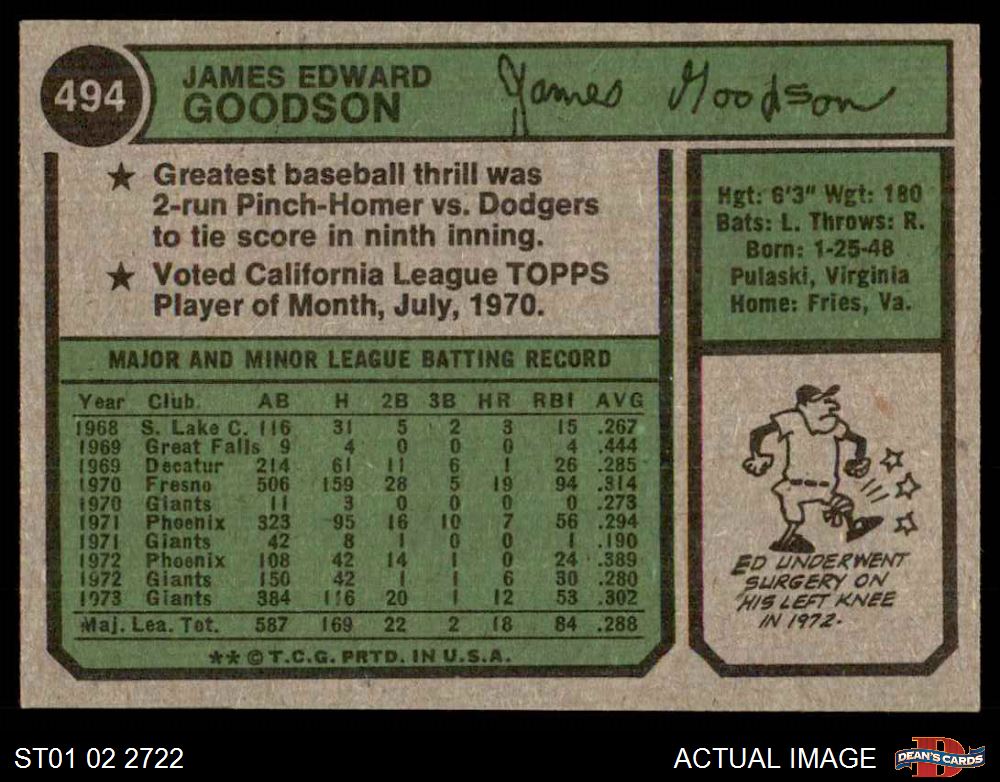 494
JAMES EDWARD
GOODSON
James Goodson
★ Greatest baseball thrill was
2-run Pinch-Homer vs. Dodgers
to tie score in ninth inning.
★ Voted California League TOPPS
Player of Month, July, 1970.
Hgt: 6'3" Wgt: 180
Bats: L. Throws: R.
Born: 1-25-48
Pulaski, Virginia
Home: Fries, Va.
MAJOR AND MINOR LEAGUE BATTING RECORD
Year Club. AB H 2B 3B HR RBI AVG
1968 S. Lake C. 116 31 5 2 3 15 .267
1969 Great Falls 9 4 0 0 0 4 .444
1969 Decatur 214 61 11 6 1 26 .285
1970 Fresno 506 159 28 5 19 94 .314
1970 Giants 11 3 0 0 0 0 .273
1971 Phoenix 323 95 16 10 7 56 .294
1971 Giants 42 8 1 0 0 1 .190
1972 Phoenix 108 42 14 1 0 24 .389
1972 Giants 150 42 1 1 6 30 .280
1973 Giants 384 116 20 1 12 53 .302
Maj. Lea. Tot. 587 169 22 2 18 84 .288
** © T.C.G. PRTD. IN U.S.A.
ED UNDERWENT
SURGERY ON
HIS LEFT KNEE
IN 1972.
ST01 02 2722
ACTUAL IMAGE
D
DEAN'S CARDS